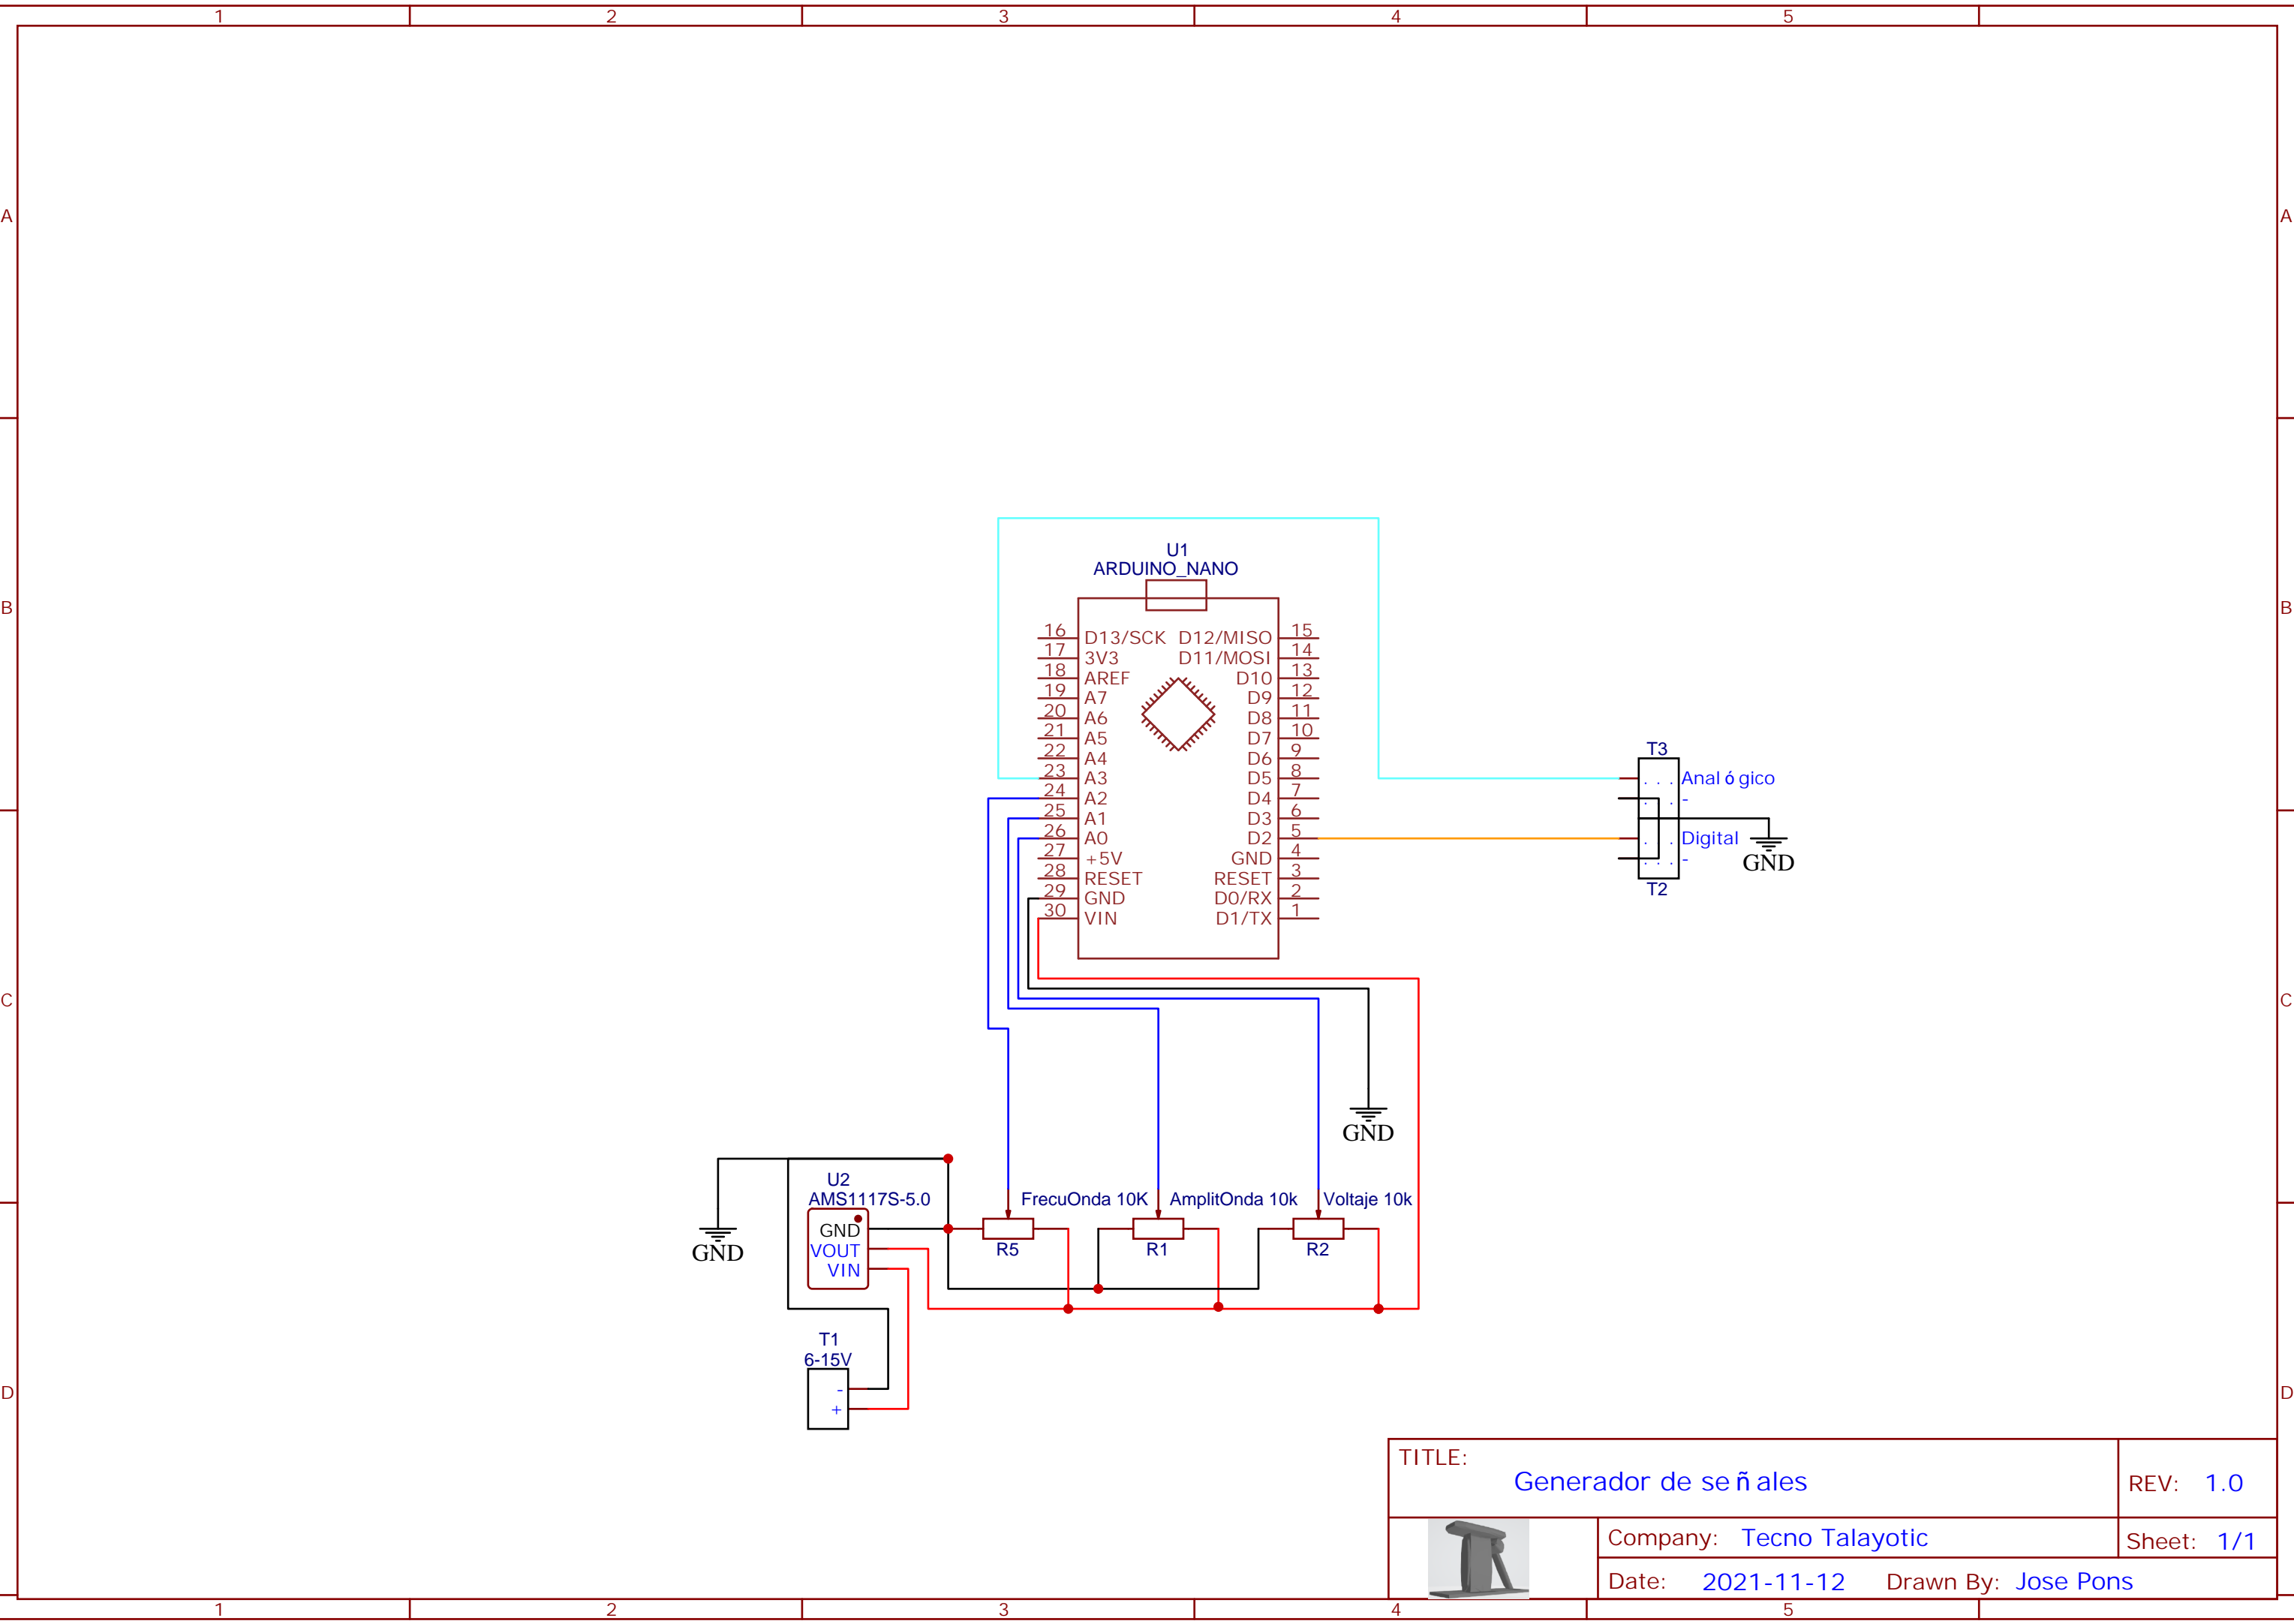 1 2 3 4 5
A A
B B
C C
D D
U1
ARDUINO_NANO
16 D13/SCK D12/MISO 15
17 3V3 D11/MOSI 14
18 AREF D10 13
19 A7 D9 12
20 A6 D8 11
21 A5 D7 10
22 A4 D6 9
23 A3 D5 8
24 A2 D4 7
25 A1 D3 6
26 A0 D2 5
27 +5V GND 4
28 RESET RESET 3
29 GND D0/RX 2
30 VIN D1/TX 1
T3
Analógico
-
Digital
-
GND
T2
GND
U2
AMS1117S-5.0
GND
VOUT
VIN
GND
FrecuOnda 10K AmplitOnda 10k Voltaje 10k
R5 R1 R2
T1
6-15V
-
+
TITLE:
Generador de señales
REV: 1.0
Company: Tecno Talayotic
Sheet: 1/1
Date: 2021-11-12 Drawn By: Jose Pons
1 2 3 4 5